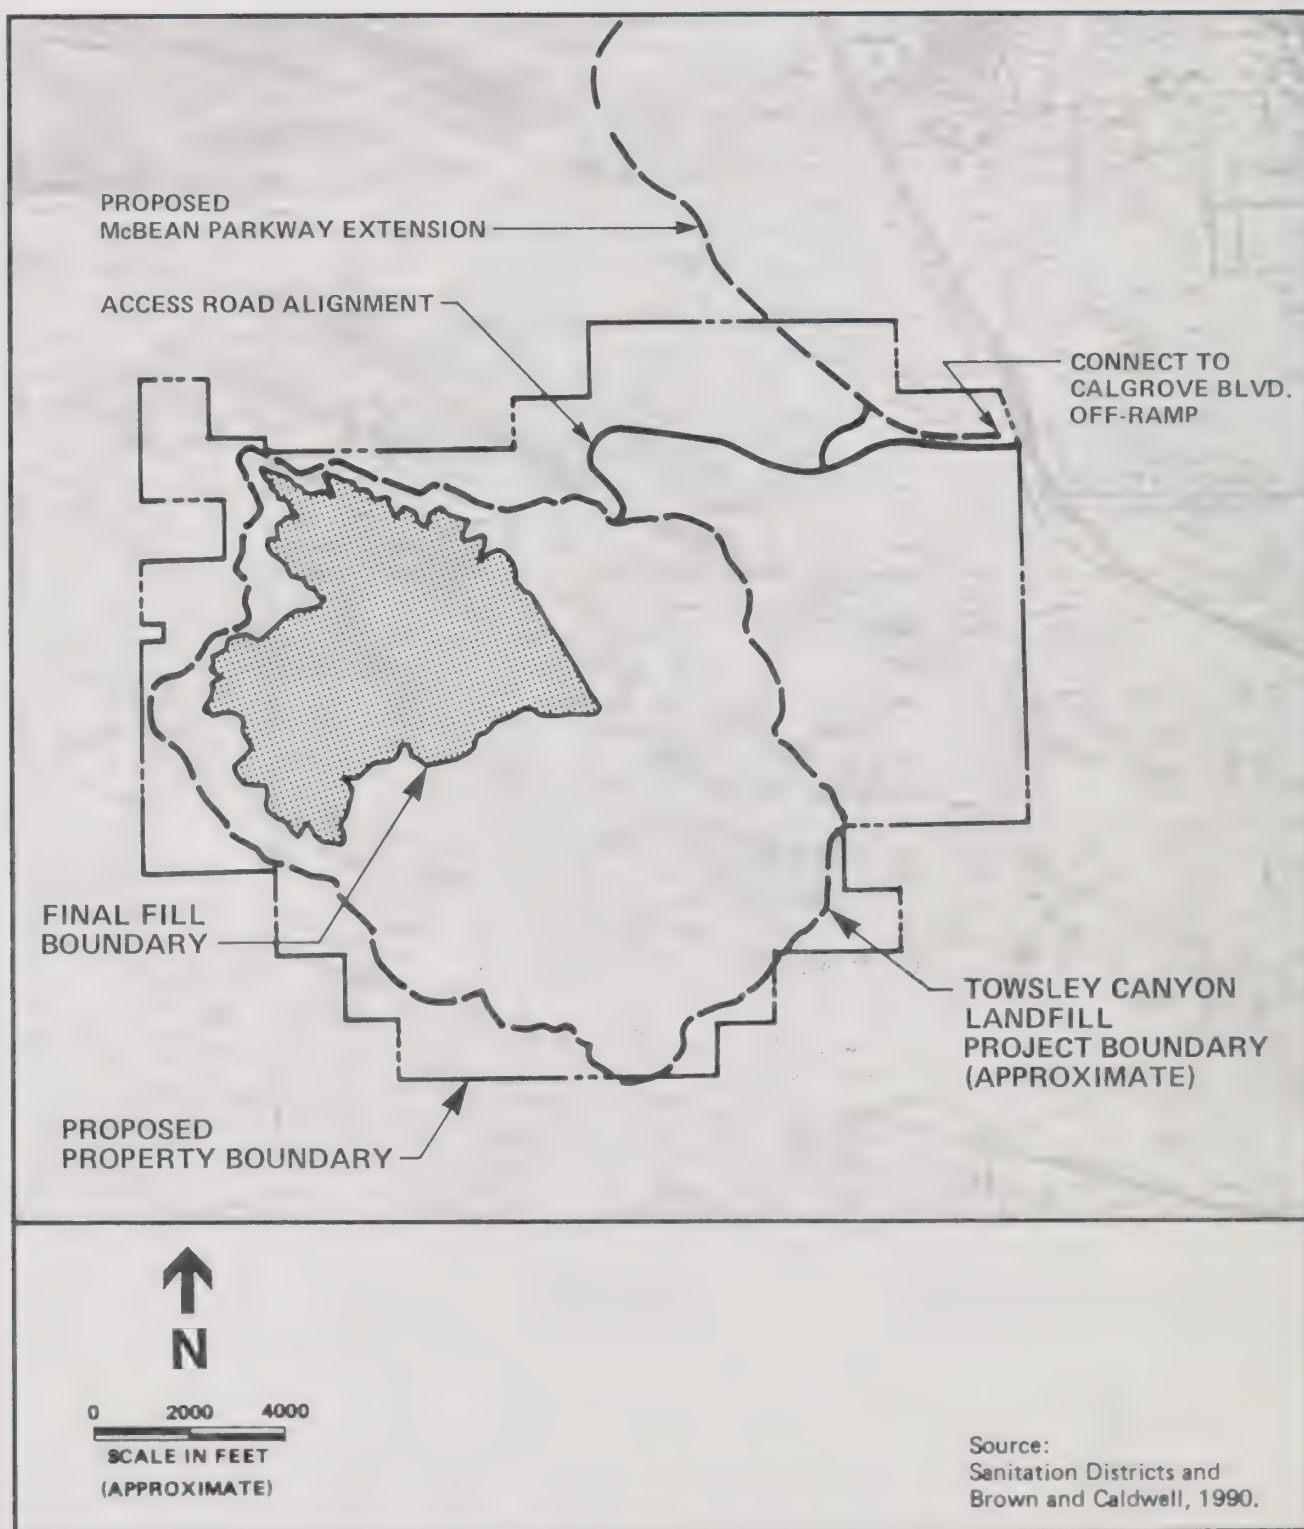 PROPOSED
McBEAN PARKWAY EXTENSION
ACCESS ROAD ALIGNMENT
CONNECT TO
CALGROVE BLVD.
OFF-RAMP
FINAL FILL
BOUNDARY
TOWSLEY CANYON
LANDFILL
PROJECT BOUNDARY
(APPROXIMATE)
PROPOSED
PROPERTY BOUNDARY
N
0 2000 4000
SCALE IN FEET
(APPROXIMATE)
Source:
Sanitation Districts and
Brown and Caldwell, 1990.